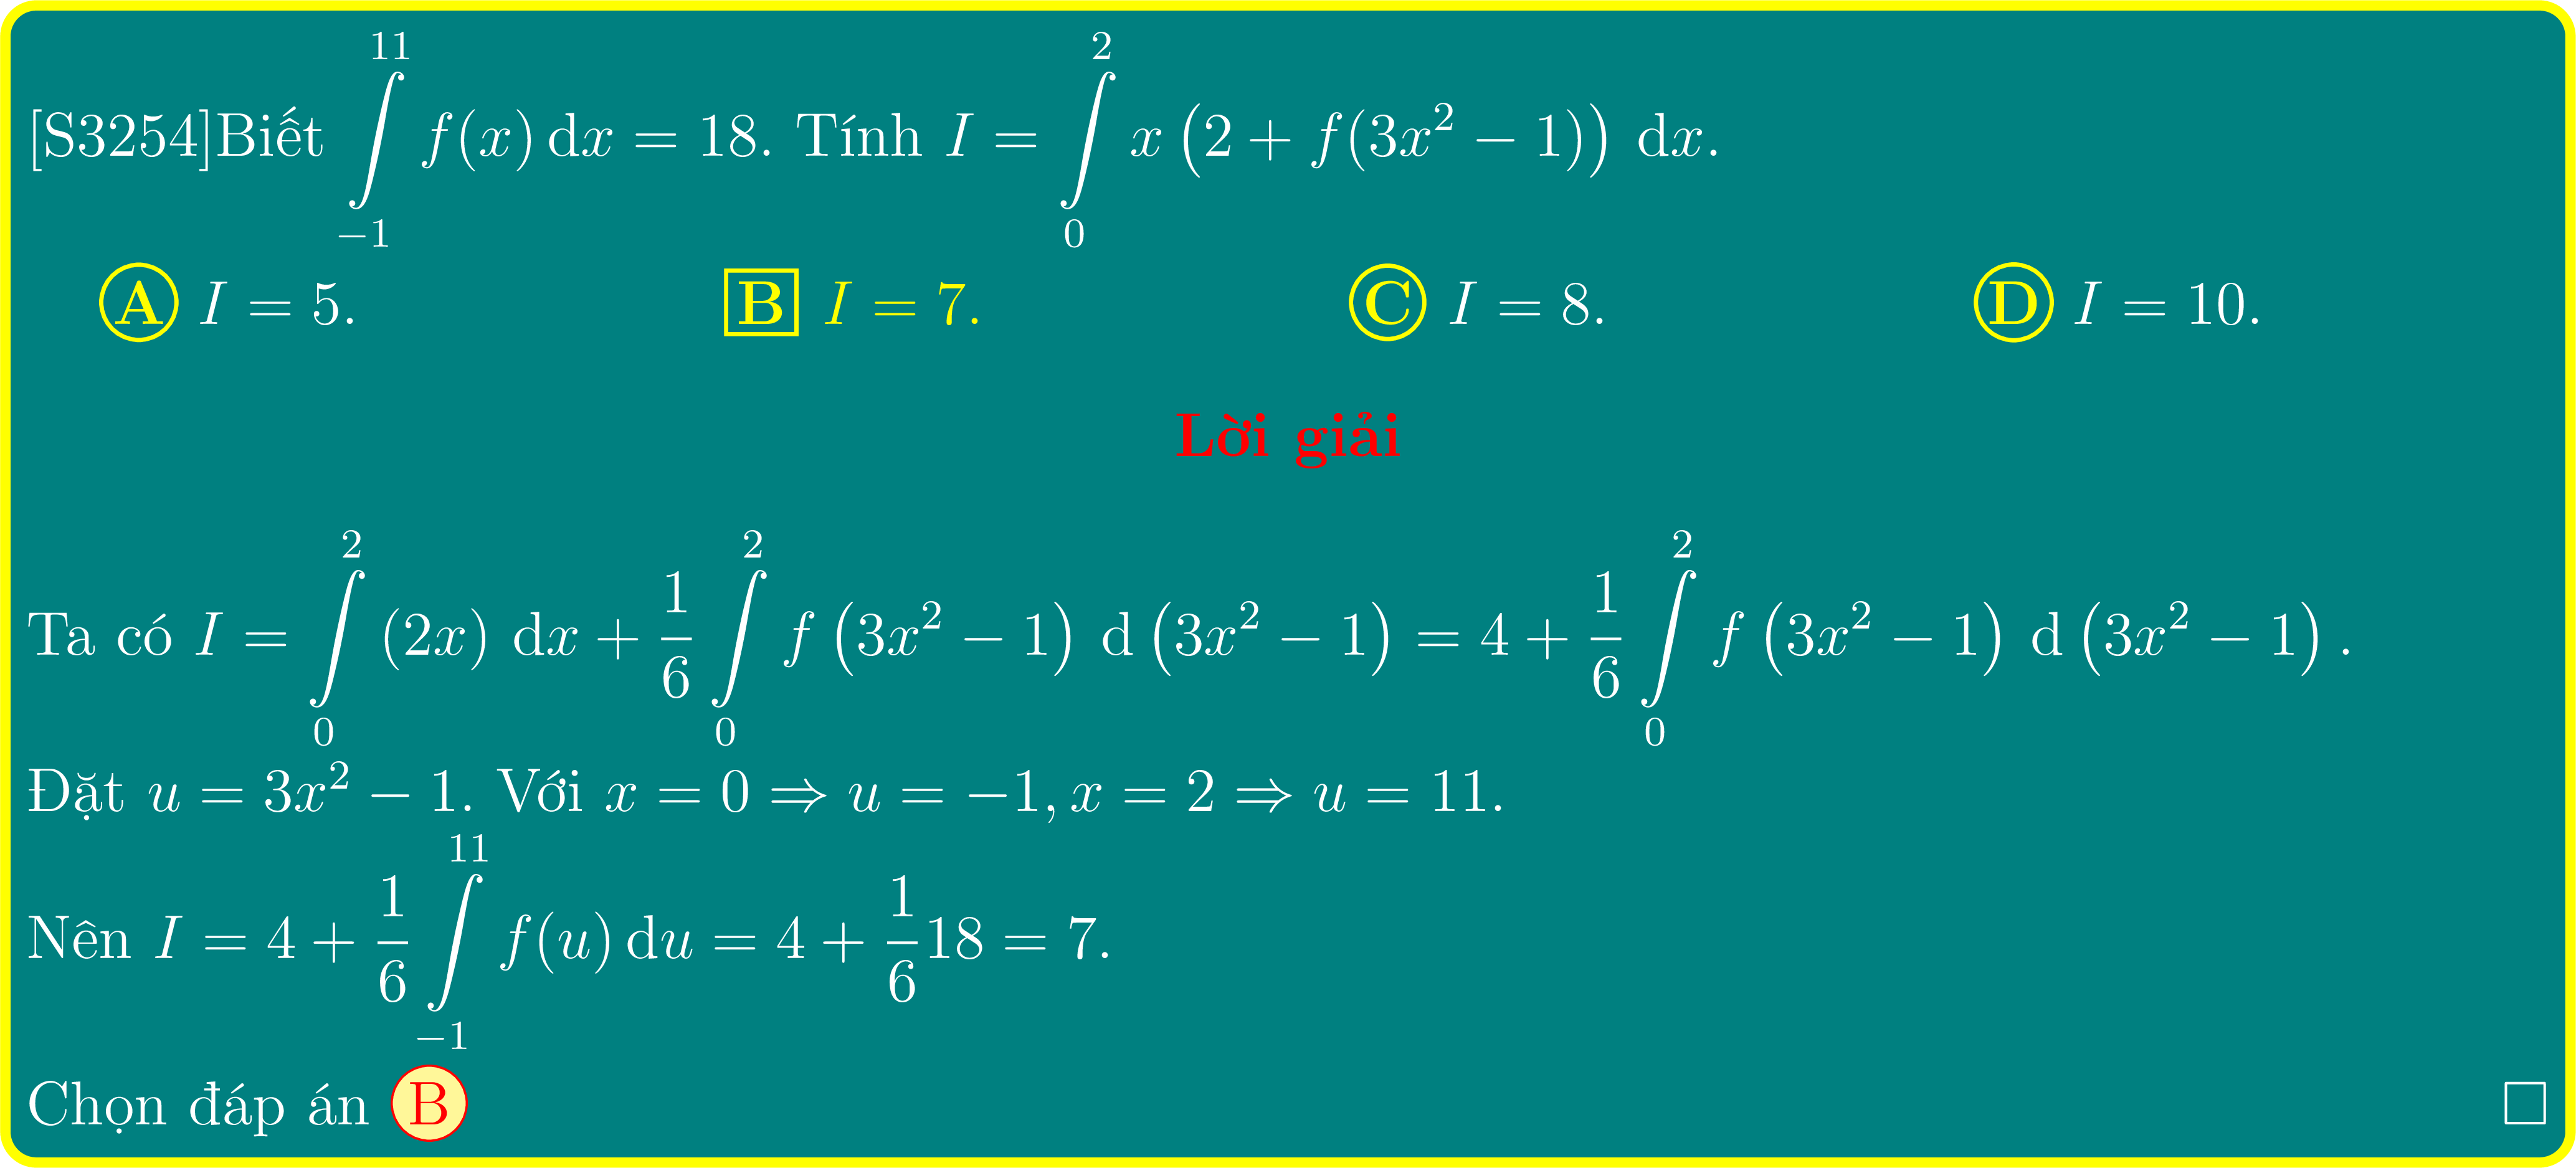 [S3254]Biết $\int\limits_{-1}^{11} f(x)\,\mathrm{d}x = 18$. Tính $I = \int\limits_{0}^{2} x\left(2 + f(3x^2 - 1)\right)\,\mathrm{d}x$.
A $I = 5$. B $I = 7$. C $I = 8$. D $I = 10$.
Lời giải
Ta có $I = \int\limits_{0}^{2} (2x)\,\mathrm{d}x + \frac{1}{6}\int\limits_{0}^{2} f\left(3x^2 - 1\right)\,\mathrm{d}\left(3x^2 - 1\right) = 4 + \frac{1}{6}\int\limits_{0}^{2} f\left(3x^2 - 1\right)\,\mathrm{d}\left(3x^2 - 1\right)$.
Đặt $u = 3x^2 - 1$. Với $x = 0 \Rightarrow u = -1, x = 2 \Rightarrow u = 11$.
Nên $I = 4 + \frac{1}{6}\int\limits_{-1}^{11} f(u)\,\mathrm{d}u = 4 + \frac{1}{6}18 = 7$.
Chọn đáp án B □